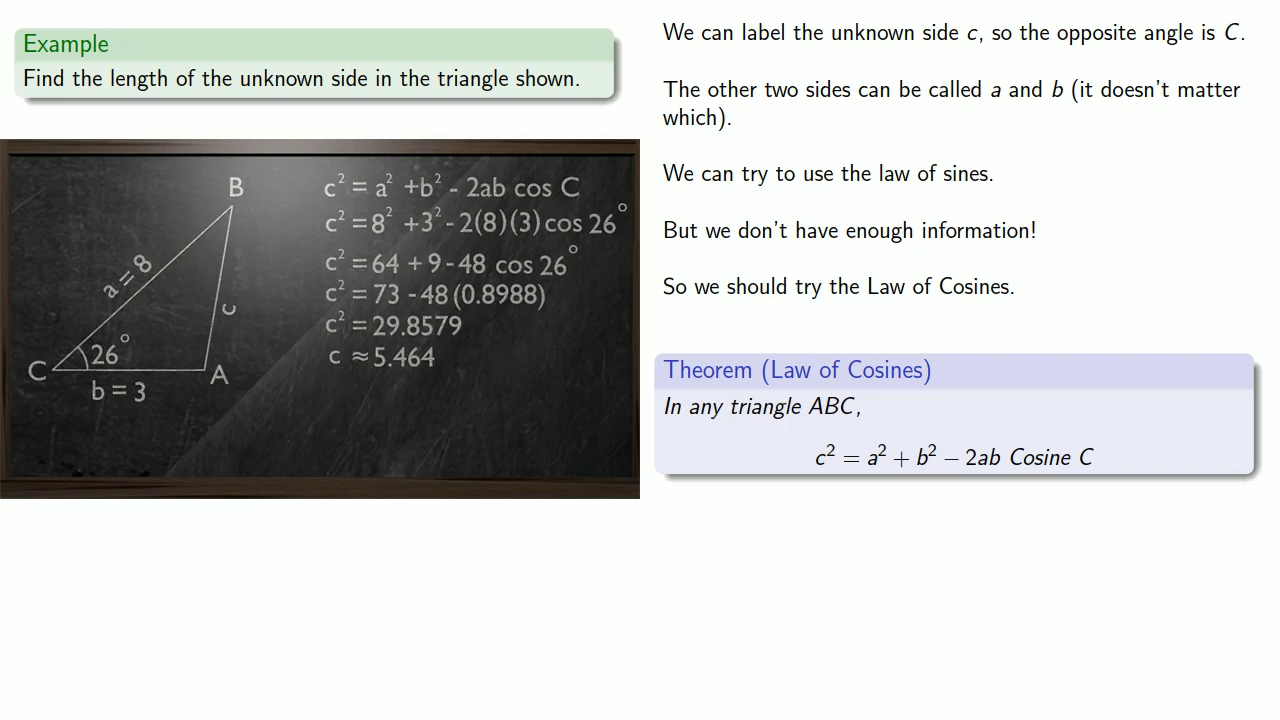 Example
Find the length of the unknown side in the triangle shown.
B
a = 8
c
C
26°
A
b = 3
c² = a² +b² - 2ab cos C
c² = 8² +3² - 2(8)(3) cos 26°
c² = 64 + 9 - 48 cos 26°
c² = 73 - 48 (0.8988)
c² = 29.8579
c ≈ 5.464
We can label the unknown side c, so the opposite angle is C.
The other two sides can be called a and b (it doesn't matter
which).
We can try to use the law of sines.
But we don't have enough information!
So we should try the Law of Cosines.
Theorem (Law of Cosines)
In any triangle ABC,
c² = a² + b² − 2ab Cosine C